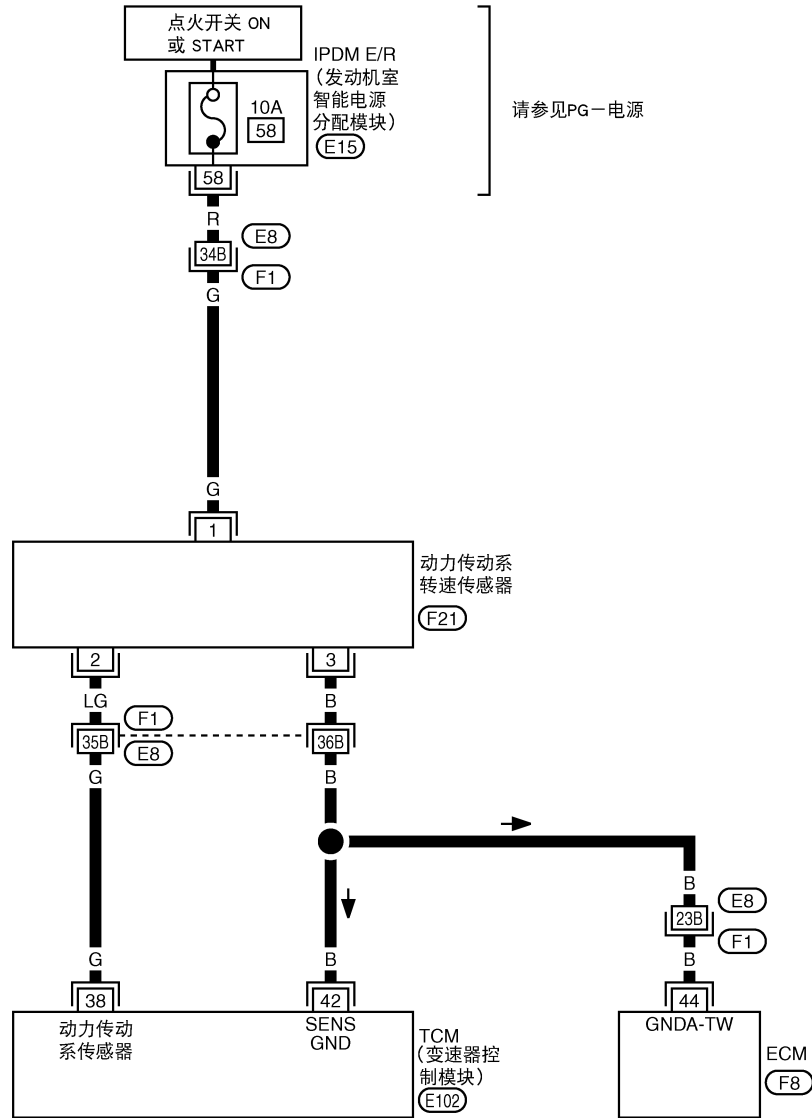 点火开关 ON
或 START
IPDM E/R
（发动机室
智能电源
分配模块）
E15
10A
58
请参见PG－电源
58
R
E8
34B
F1
G
G
1
动力传动系
转速传感器
F21
2
3
LG
B
F1
35B
36B
E8
G
B
B
E8
23B
F1
G
B
B
38
42
44
动力传动
系传感器
SENS
GND
TCM
（变速器控
制模块）
E102
GNDA-TW
ECM
F8